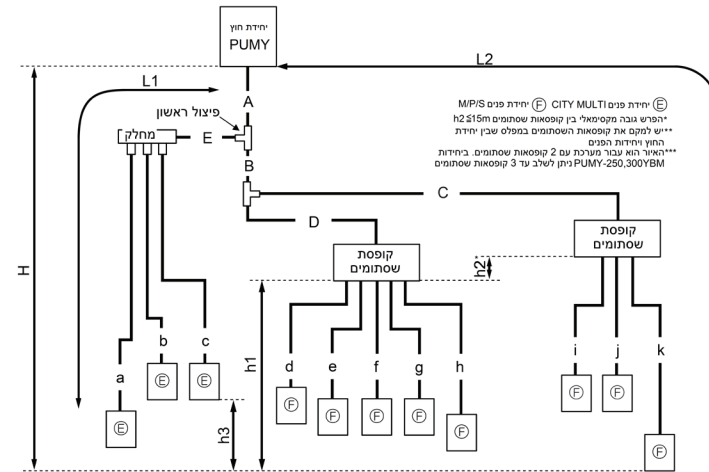 יחידת חוץ
PUMY
L2
L1
A
Ⓔ יחידת פנים CITY MULTI Ⓕ יחידת פנים M/P/S
*הפרש גובה מקסימאלי בין קופסאות שסתומים h2≦15m
**יש למקם את קופסאות השסתומים במפלס שבין יחידת
החוץ ויחידות הפנים
***האיור הוא עבור מערכת עם 2 קופסאות שסתומים. ביחידות
PUMY-250,300YBM ניתן לשלב עד 3 קופסאות שסתומים
פיצול ראשון
מחלק
E
B
C
D
קופסת
שסתומים
קופסת
שסתומים
H
h2
h1
h3
a
b
c
d
e
f
g
h
i
j
k
Ⓔ
Ⓔ
Ⓔ
Ⓕ
Ⓕ
Ⓕ
Ⓕ
Ⓕ
Ⓕ
Ⓕ
Ⓕ